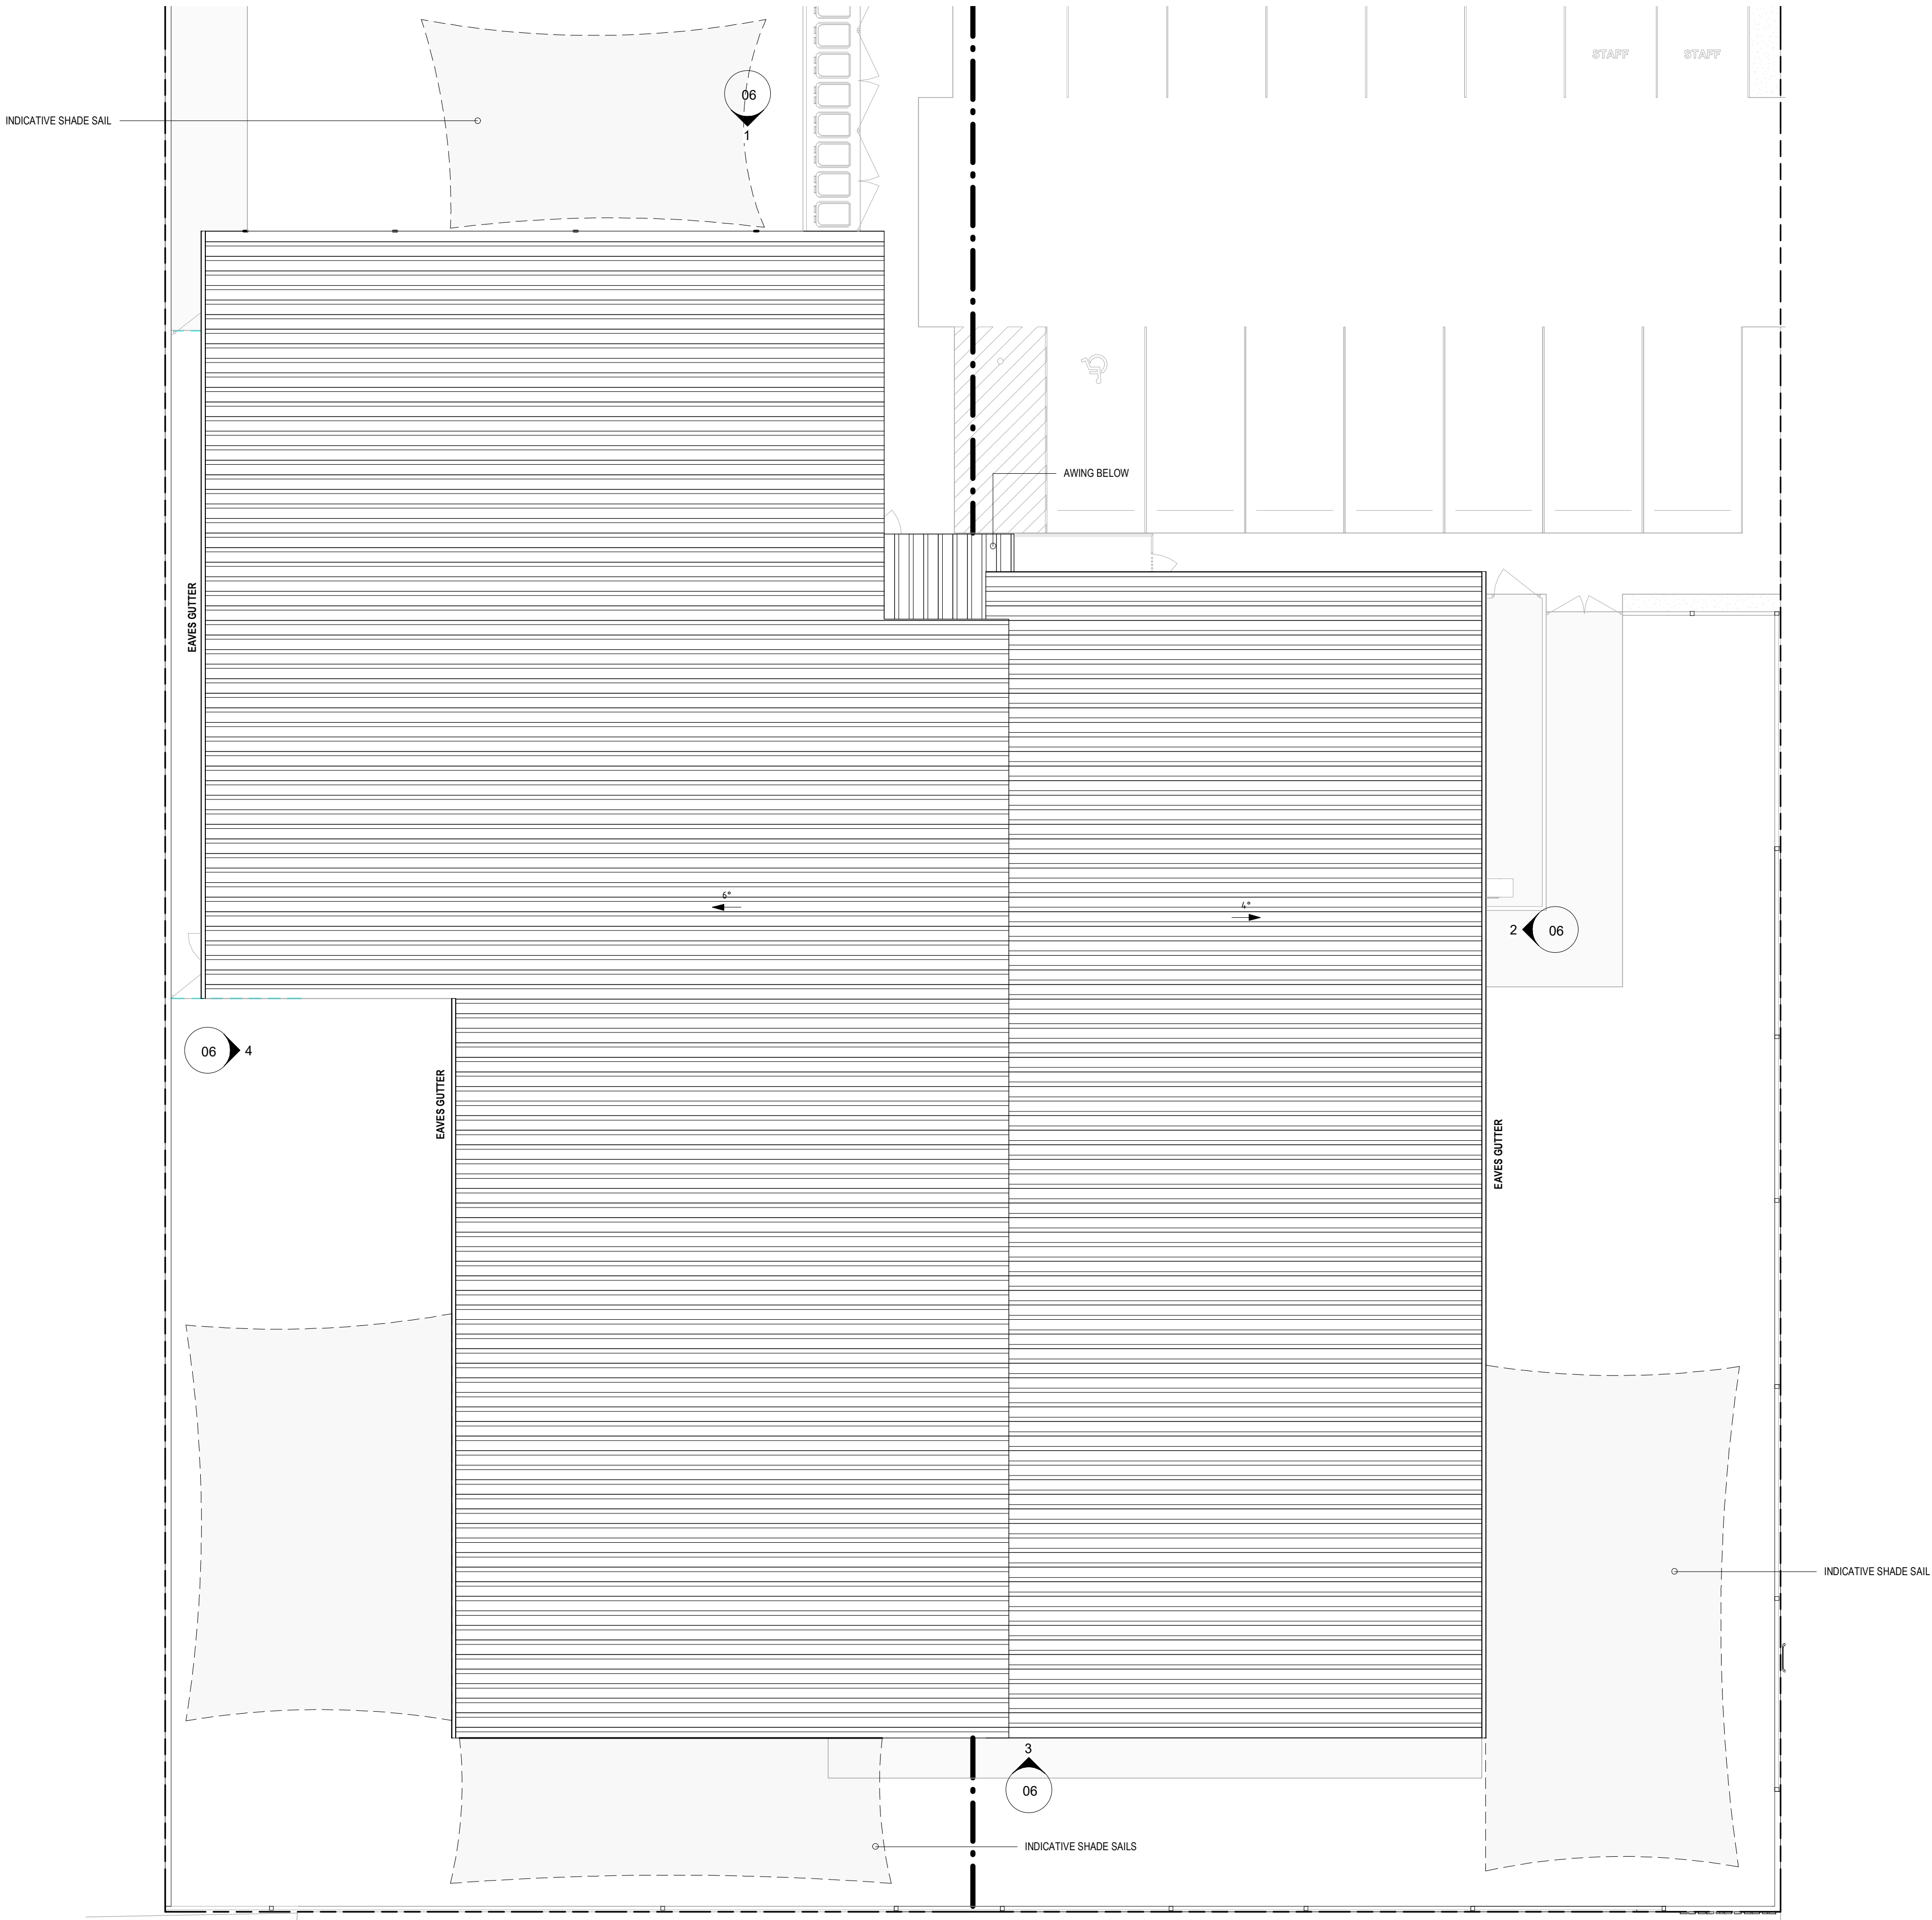 STAFF
STAFF
INDICATIVE SHADE SAIL
06
1
AWING BELOW
EAVES GUTTER
6°
4°
2
06
06
4
EAVES GUTTER
EAVES GUTTER
INDICATIVE SHADE SAIL
3
06
INDICATIVE SHADE SAILS